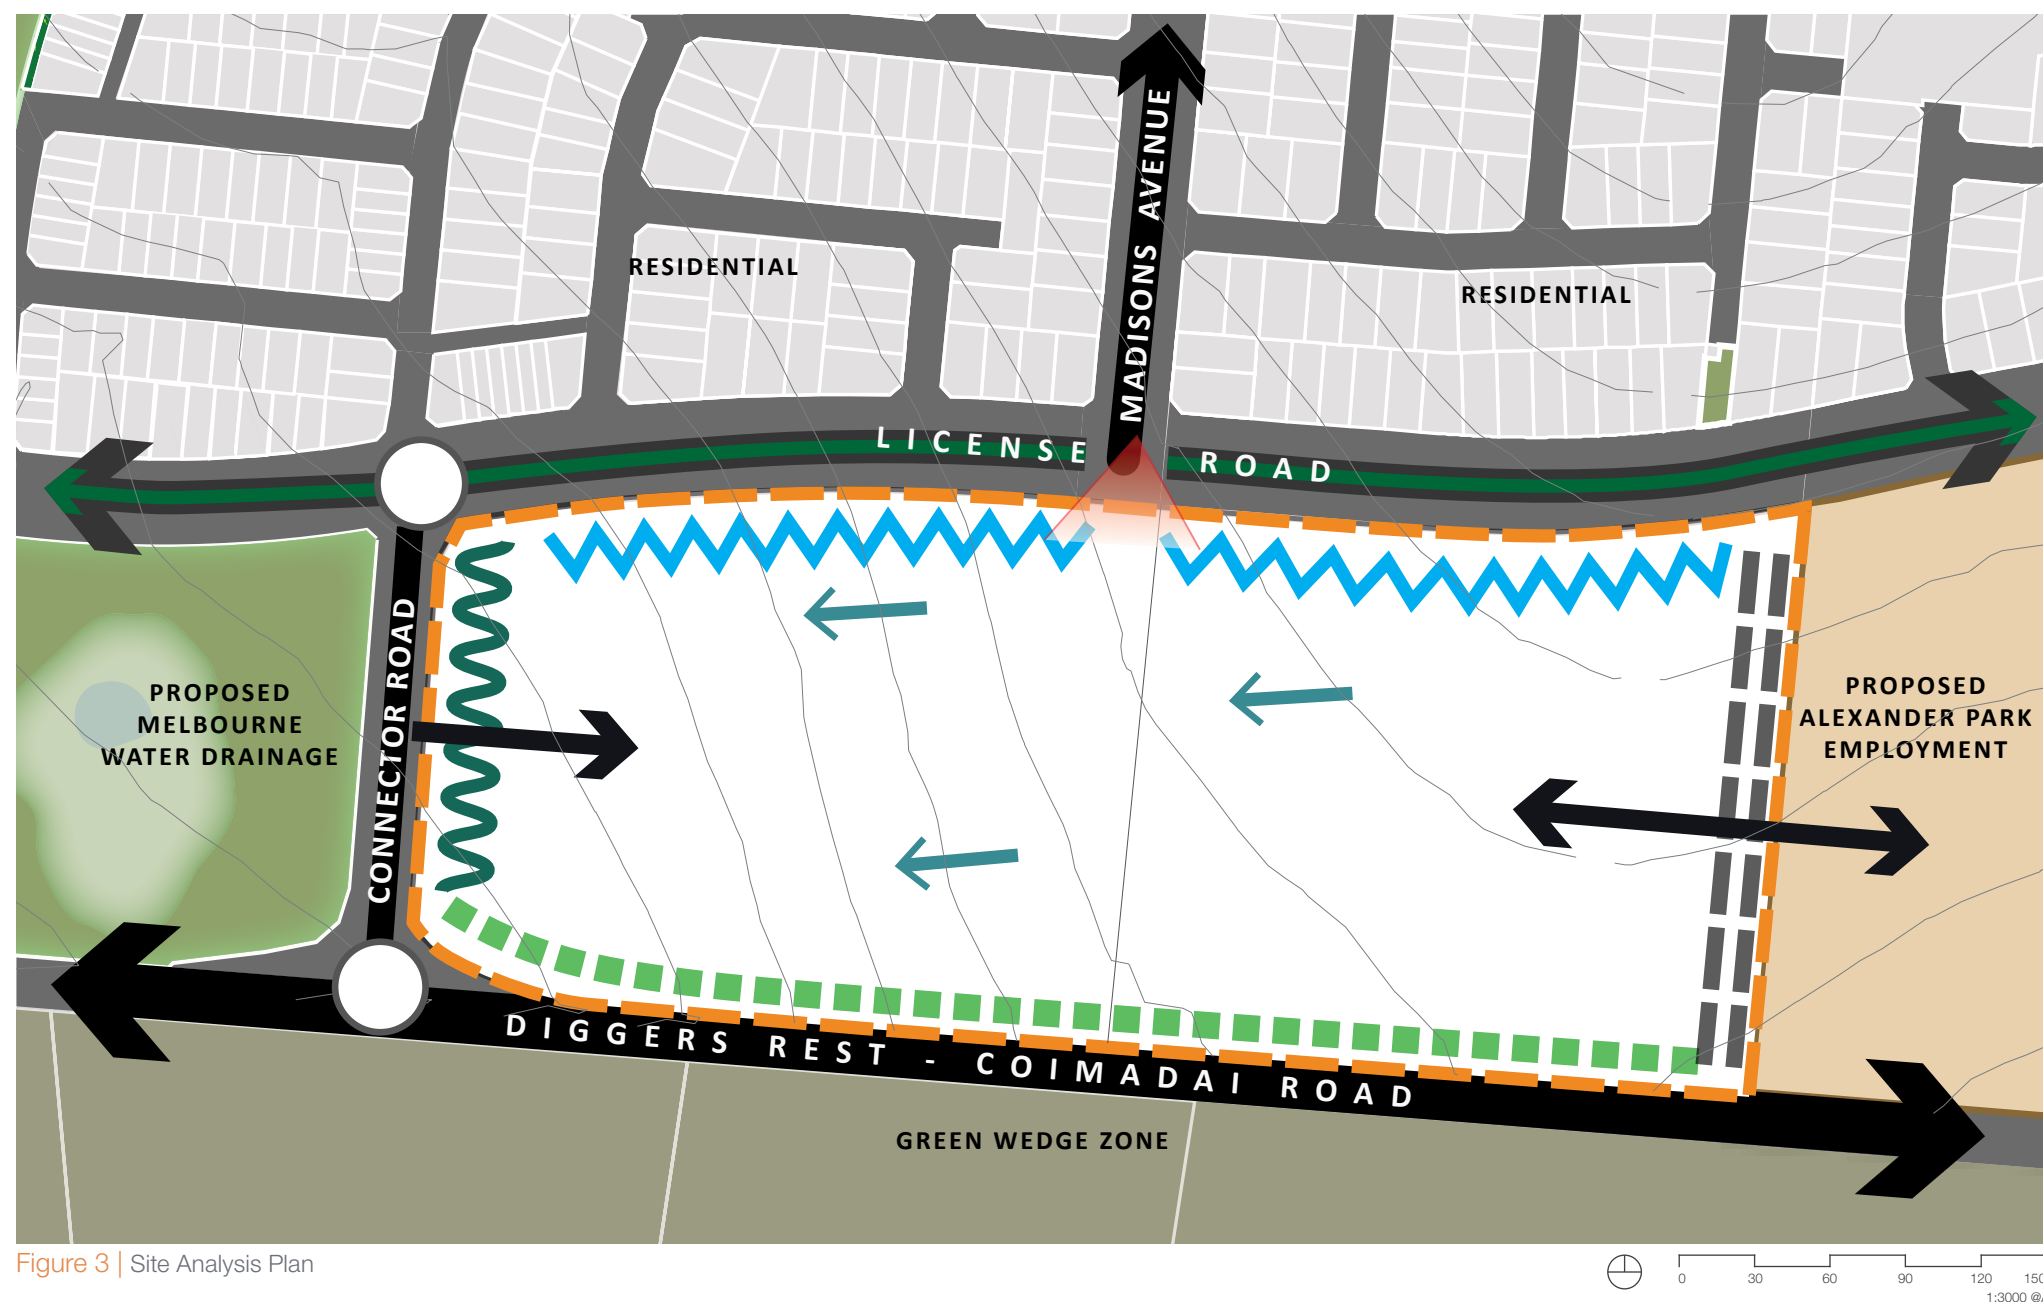 MADISONS AVENUE
RESIDENTIAL
RESIDENTIAL
LICENSE ROAD
CONNECTOR ROAD
PROPOSED
MELBOURNE
WATER DRAINAGE
PROPOSED
ALEXANDER PARK
EMPLOYMENT
DIGGERS REST - COIMADAI ROAD
GREEN WEDGE ZONE
Figure 3 | Site Analysis Plan
0 30 60 90 120
1:3000